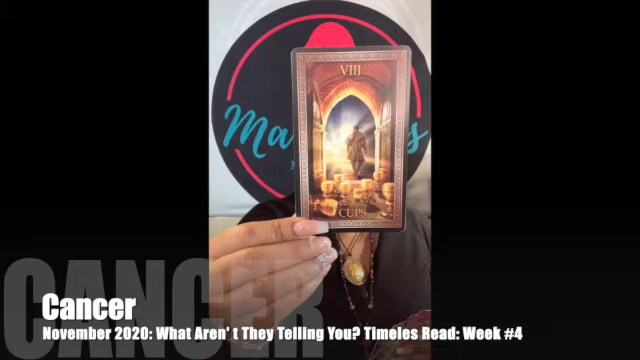 VIII
CUPS
CANCER
Cancer
November 2020: What Aren' t They Telling You? Timeles Read: Week #4